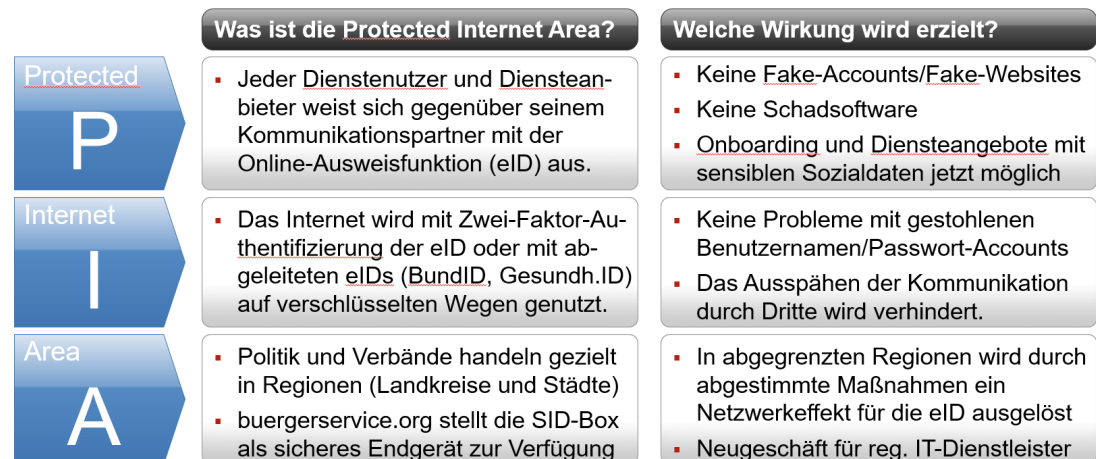 Was ist die Protected Internet Area?
Welche Wirkung wird erzielt?
Protected
P
▪ Jeder Dienstenutzer und Dienstean-
bieter weist sich gegenüber seinem
Kommunikationspartner mit der
Online-Ausweisfunktion (eID) aus.
▪ Keine Fake-Accounts/Fake-Websites
▪ Keine Schadsoftware
▪ Onboarding und Diensteangebote mit
sensiblen Sozialdaten jetzt möglich
Internet
I
▪ Das Internet wird mit Zwei-Faktor-Au-
thentifizierung der eID oder mit ab-
geleiteten eIDs (BundID, Gesundh.ID)
auf verschlüsselten Wegen genutzt.
▪ Keine Probleme mit gestohlenen
Benutzernamen/Passwort-Accounts
▪ Das Ausspähen der Kommunikation
durch Dritte wird verhindert.
Area
A
▪ Politik und Verbände handeln gezielt
in Regionen (Landkreise und Städte)
▪ buergerservice.org stellt die SID-Box
als sicheres Endgerät zur Verfügung
▪ In abgegrenzten Regionen wird durch
abgestimmte Maßnahmen ein
Netzwerkeffekt für die eID ausgelöst
▪ Neugeschäft für reg. IT-Dienstleister